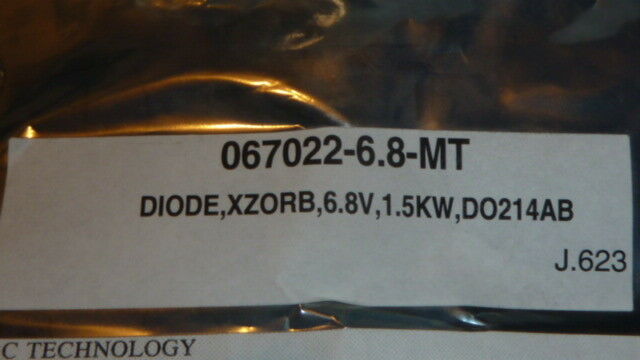 067022-6.8-MT
DIODE,XZORB,6.8V,1.5KW,DO214AB
J.623
C TECHNOLOGY